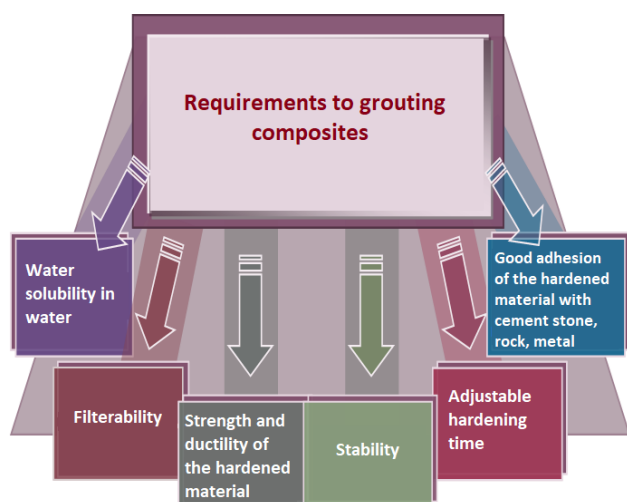 Requirements to grouting
composites
Water
solubility in
water
Filterability
Strength and
ductility of
the hardened
material
Stability
Adjustable
hardening
time
Good adhesion
of the hardened
material with
cement stone,
rock, metal